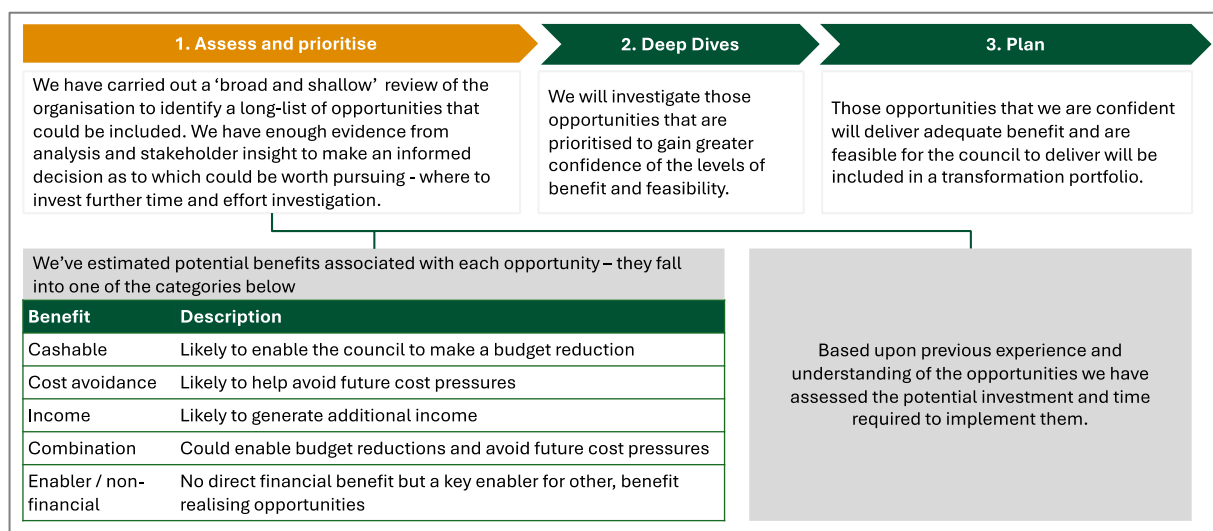 1. Assess and prioritise
2. Deep Dives
3. Plan
We have carried out a ‘broad and shallow’ review of
the organisation to identify a long-list of opportunities that
could be included. We have enough evidence from
analysis and stakeholder insight to make an informed
decision as to which could be worth pursuing - where to
invest further time and effort investigation.
We will investigate those
opportunities that are
prioritised to gain greater
confidence of the levels of
benefit and feasibility.
Those opportunities that we are confident
will deliver adequate benefit and are
feasible for the council to deliver will be
included in a transformation portfolio.
We’ve estimated potential benefits associated with each opportunity – they fall
into one of the categories below
Benefit Description
Cashable Likely to enable the council to make a budget reduction
Cost avoidance Likely to help avoid future cost pressures
Income Likely to generate additional income
Combination Could enable budget reductions and avoid future cost pressures
Enabler / non-
financial
No direct financial benefit but a key enabler for other, benefit
realising opportunities
Based upon previous experience and
understanding of the opportunities we have
assessed the potential investment and time
required to implement them.